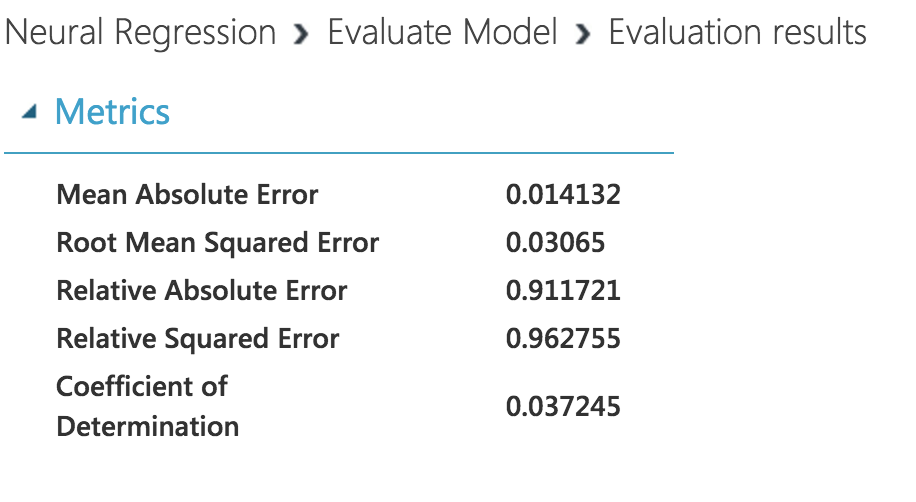 Neural Regression › Evaluate Model › Evaluation results
Metrics
Mean Absolute Error 0.014132
Root Mean Squared Error 0.03065
Relative Absolute Error 0.911721
Relative Squared Error 0.962755
Coefficient of
Determination 0.037245